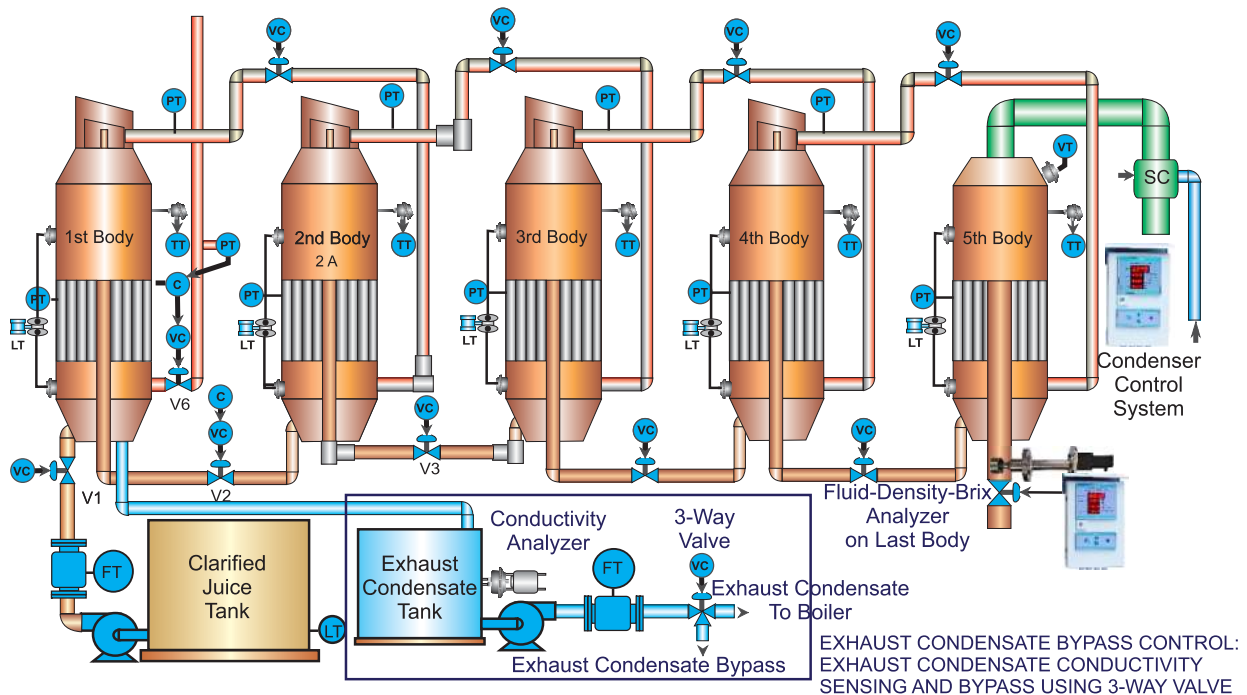 VC
VC
VC
VC
PT
PT
PT
PT
VT
SC
1st Body
2nd Body
2 A
3rd Body
4th Body
5th Body
TT
PT
TT
TT
TT
TT
C
PT
PT
PT
PT
PT
VC
LT
LT
LT
LT
LT
V6
C
VC
VC
VC
VC
V3
VC
V1
V2
Condenser
Control
System
Fluid-Density-Brix
Analyzer
on Last Body
FT
Clarified
Juice
Tank
LT
Exhaust
Condensate
Tank
Conductivity
Analyzer
FT
3-Way
Valve
VC
Exhaust Condensate
To Boiler
Exhaust Condensate Bypass
EXHAUST CONDENSATE BYPASS CONTROL:
EXHAUST CONDENSATE CONDUCTIVITY
SENSING AND BYPASS USING 3-WAY VALVE